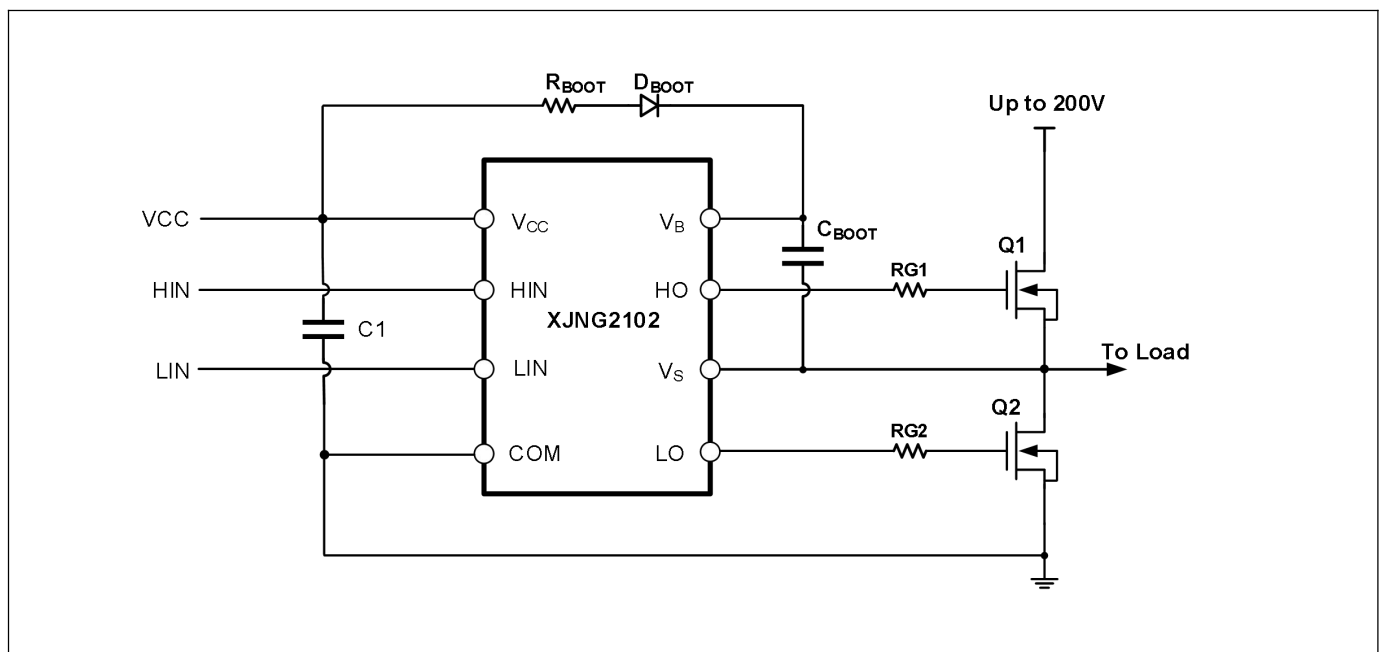 RBOOT DBOOT
Up to 200V
VCC
VCC
VB
CBOOT
Q1
HIN
HIN
HO
RG1
XJNG2102
C1
To Load
LIN
LIN
VS
Q2
RG2
COM
LO